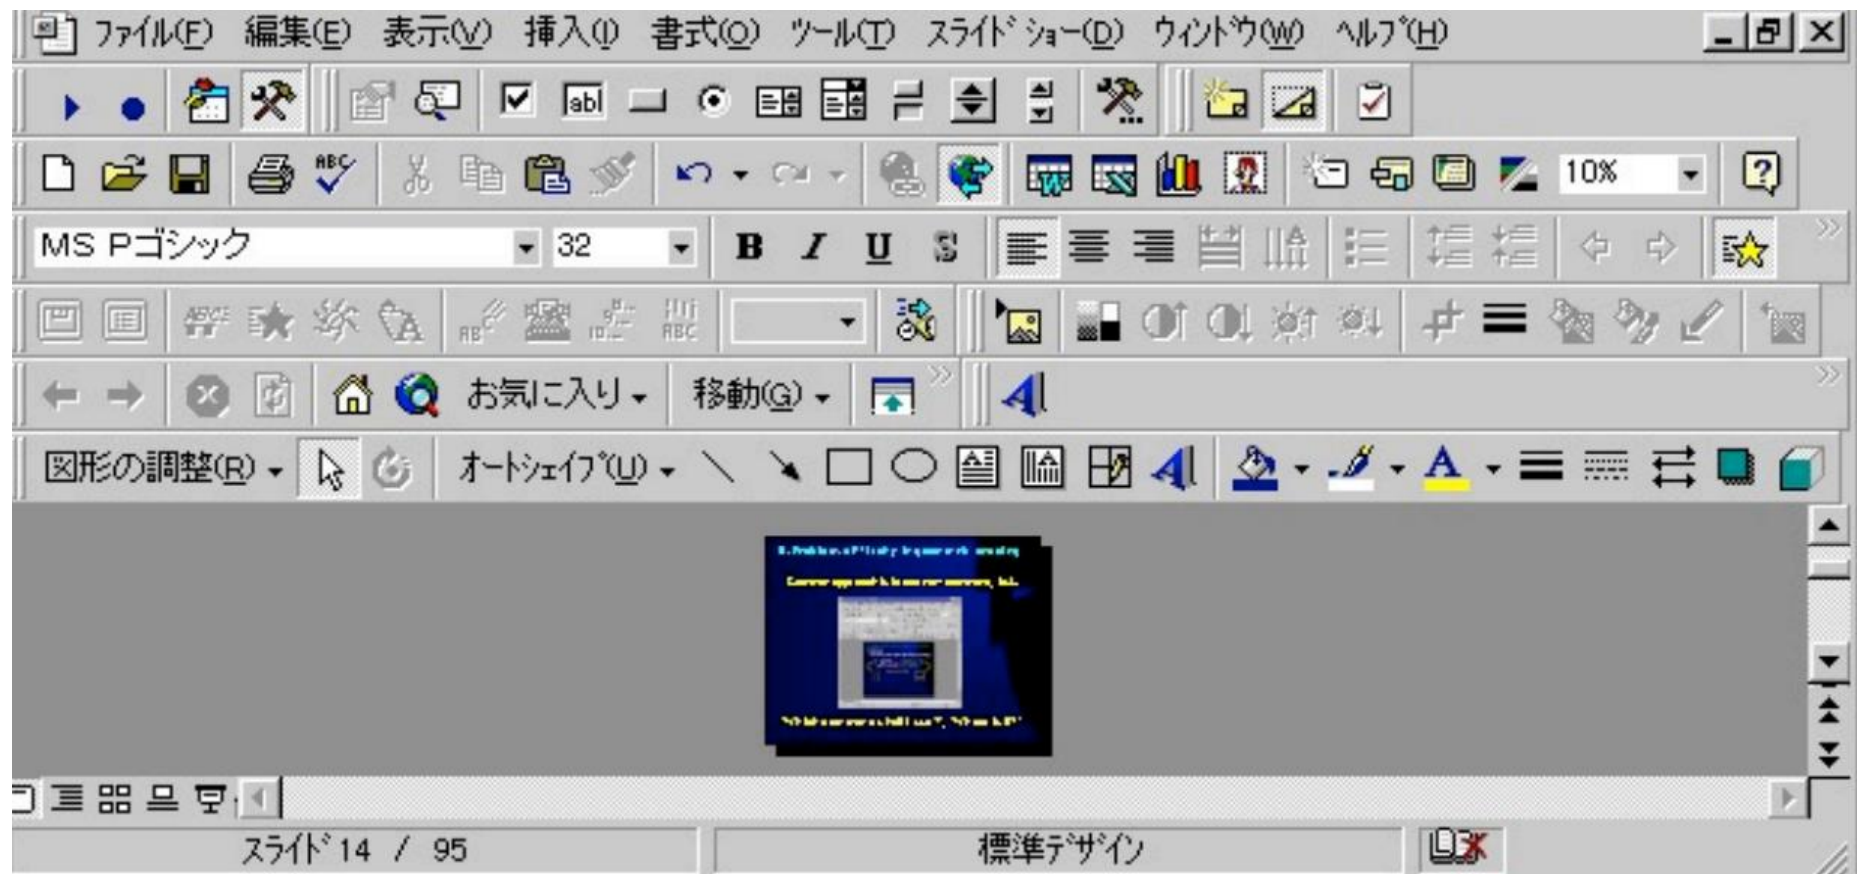 ファイル(F) 編集(E) 表示(V) 挿入(I) 書式(O) ツール(T) スライド ショー(D) ウィンドウ(W) ヘルプ(H)
abl
ABC 10%
MS Pゴシック 32 B I U S
ABC
お気に入り 移動(G)
図形の調整(R) オートシェイプ(U)
スライド 14 / 95 標準デザイン